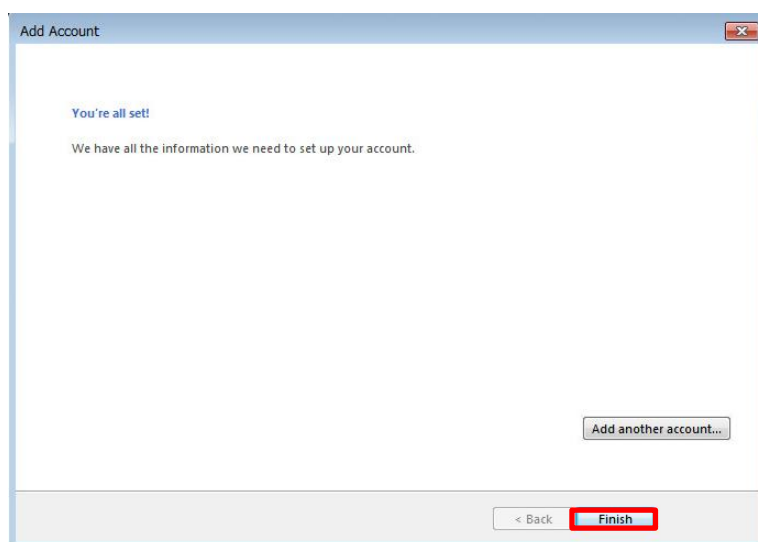 Add Account
You're all set!
We have all the information we need to set up your account.
Add another account...
< Back
Finish